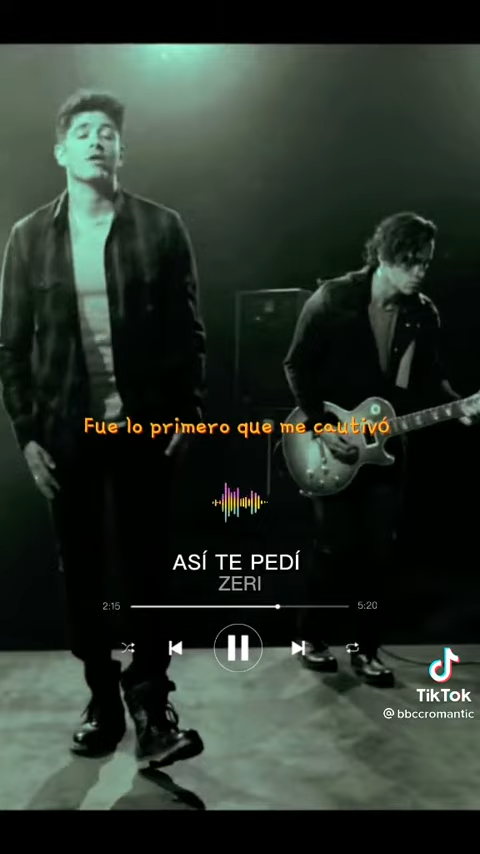 Fue lo primero que me cautivó
ASÍ TE PEDÍ
ZERI
2:15 5:20
TikTok
@bbccromantic